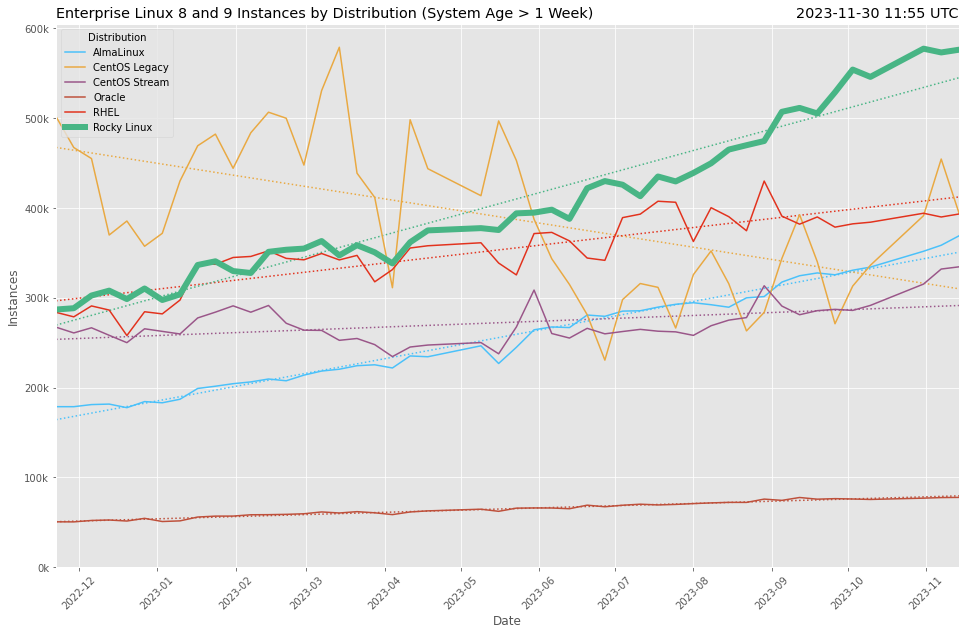 Enterprise Linux 8 and 9 Instances by Distribution (System Age > 1 Week) 2023-11-30 11:55 UTC
600k
500k
400k
300k
200k
100k
0k
Instances
Distribution
AlmaLinux
CentOS Legacy
CentOS Stream
Oracle
RHEL
Rocky Linux
2022-12
2023-01
2023-02
2023-03
2023-04
2023-05
2023-06
2023-07
2023-08
2023-09
2023-10
2023-11
Date